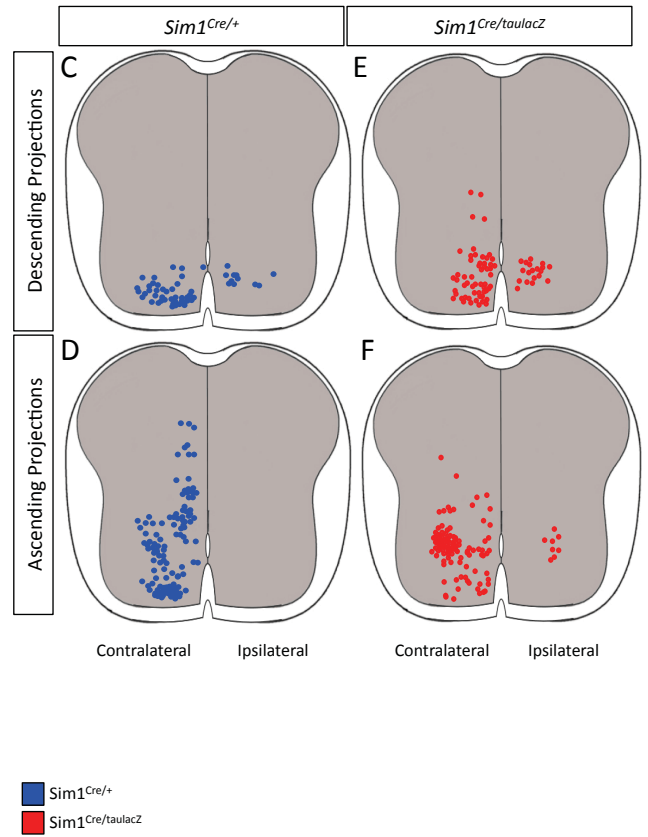 Sim1Cre/+
Sim1Cre/taulacZ
Descending Projections
C
E
Ascending Projections
D
F
Contralateral
Ipsilateral
Contralateral
Ipsilateral
Sim1Cre/+
Sim1Cre/taulacZ